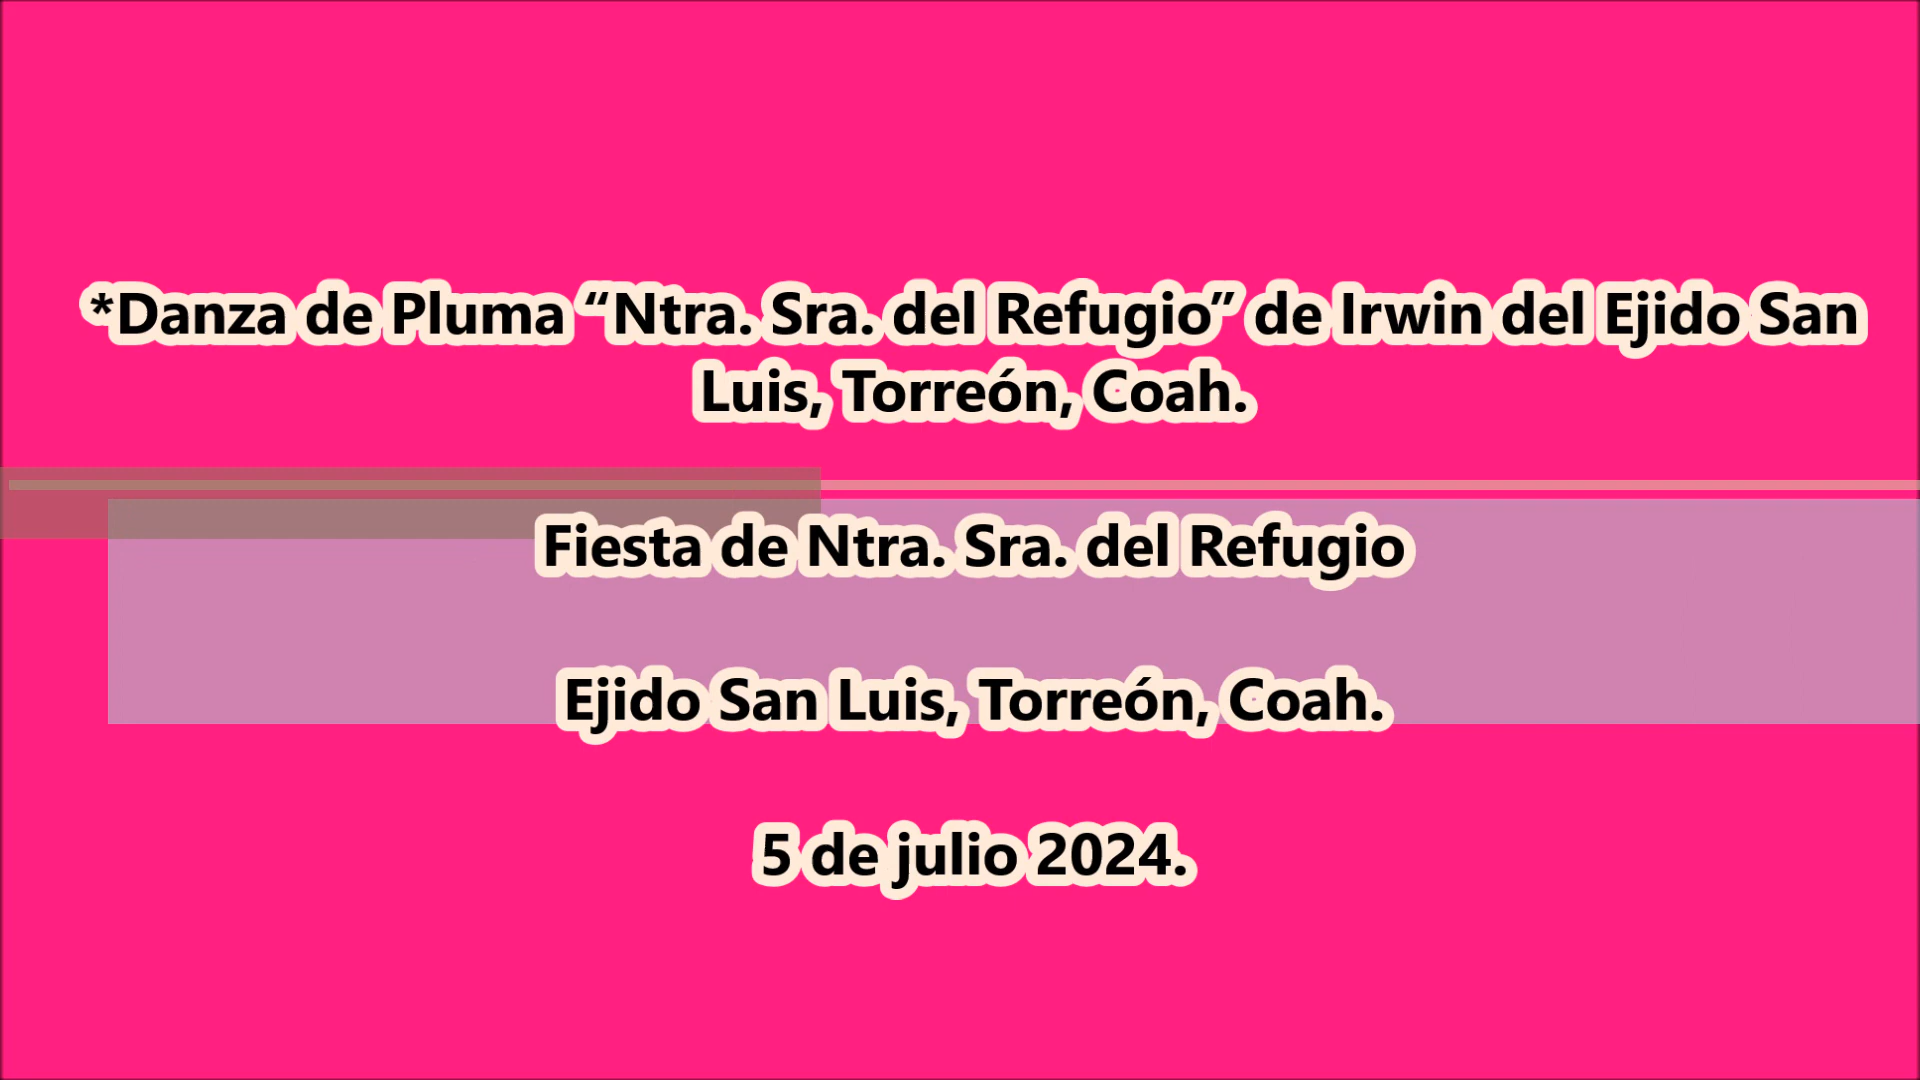 *Danza de Pluma “Ntra. Sra. del Refugio” de Irwin del Ejido San
Luis, Torreón, Coah.
Fiesta de Ntra. Sra. del Refugio
Ejido San Luis, Torreón, Coah.
5 de julio 2024.